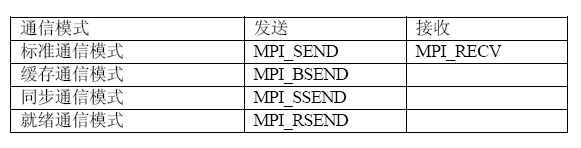 通信模式 发送 接收
标准通信模式 MPI_SEND MPI_RECV
缓存通信模式 MPI_BSEND
同步通信模式 MPI_SSEND
就绪通信模式 MPI_RSEND